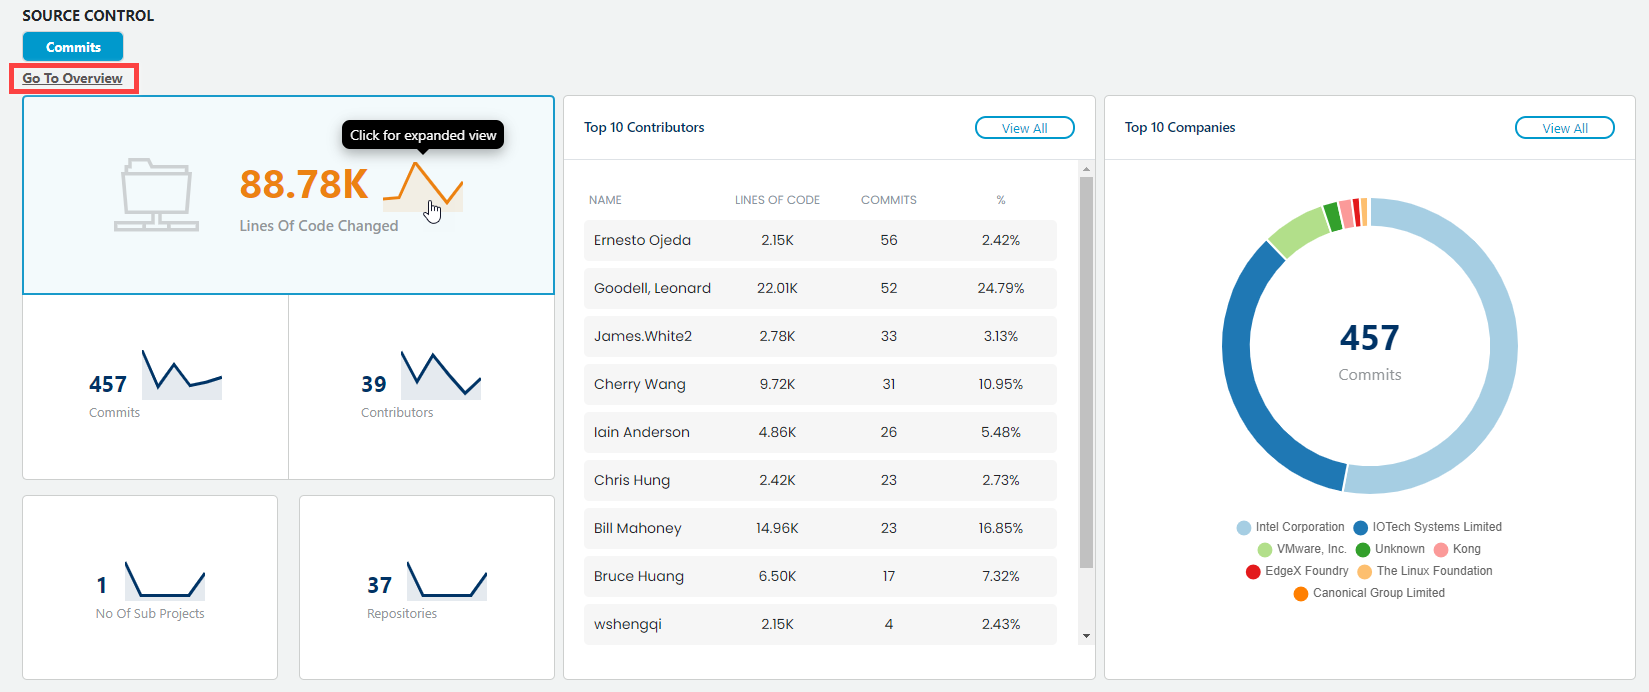 SOURCE CONTROL
Commits
Go To Overview
Click for expanded view
88.78K
Lines Of Code Changed
457
Commits
39
Contributors
1
No Of Sub Projects
37
Repositories
Top 10 Contributors
View All
NAME LINES OF CODE COMMITS %
Ernesto Ojeda 2.15K 56 2.42%
Goodell, Leonard 22.01K 52 24.79%
James.White2 2.78K 33 3.13%
Cherry Wang 9.72K 31 10.95%
Iain Anderson 4.86K 26 5.48%
Chris Hung 2.42K 23 2.73%
Bill Mahoney 14.96K 23 16.85%
Bruce Huang 6.50K 17 7.32%
wshengqi 2.15K 4 2.43%
Top 10 Companies
View All
457
Commits
Intel Corporation IOTech Systems Limited
VMware, Inc. Unknown Kong
EdgeX Foundry The Linux Foundation
Canonical Group Limited